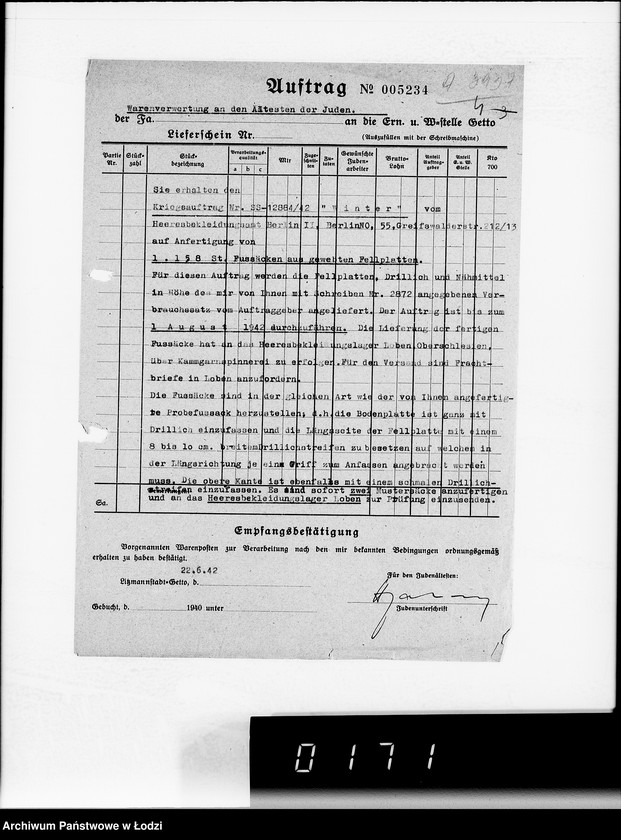 Auftrag № 005234
Warenverwertung an den Ältesten der Juden.
der Fa. an die Ern. u. W=stelle Getto
Lieferschein Nr. (Auszufüllen mit der Schreibmaschine)
Partie Nr. Stück- zahl Stück- bezeichnung Verarbeitungs- qualität a b c Mtr Zuge- schnitten Zu- taten Gewünschte Juden- arbeiter Brutto- Lohn Anteil Auftrag- geber Anteil E. u. W. Stelle Kto 700
Sie erhalten den
Kriegsauftrag Nr. SS-12884/42 "W i n t e r" vom
Heeresbekleidungsamt Berlin II, BerlinNO, 55,Greifswalderstr.212/13
auf Anfertigung von
1 . 1 5 8 St. Fussäcken aus gewebten Fellplatten.
Für diesen Auftrag werden die Fellplatten, Drillich und Nähmittel
in Höhe des mir von Ihnen mit Schreiben Nr. 2872 angegebenen Ver-
brauchssatz vom Auftraggeber angeliefert. Der Auftrag ist bis zum
1 A u g u s t 1942 durchzuführen. Die Lieferung der fertigen
Fussäcke hat an das Heeresbekleidungslager Loben Oberschlesien,
über Kammgarnspinnerei zu erfolgen.Für den Versand sind Fracht-
briefe in Loben anzufordern.
Die Fussäcke sind in der gleichen Art wie der von Ihnen angefertig-
te Probefussack herzustellen, d.h.die Bodenplatte ist ganz mit
Drillich einzufassen und die Längsseite der Fellplatte mit einem
8 bis 1o cm. breitemDrillichstreifen zu besetzen auf welchem in
der Längsrichtung je ein Griff zum Anfassen angebracht werden
muss. Die obere Kante ist ebenfalls mit einem schmalen Drillich-
streifen einzufassen. Es sind sofort zwei Mustersäcke anzufertigen
und an das Heeresbekleidungslager Loben zur Prüfung einzusenden.
Sa.
Empfangsbestätigung
Vorgenannten Warenposten zur Verarbeitung nach den mir bekannten Bedingungen ordnungsgemäß
erhalten zu haben bestätigt.
22.6.42
Litzmannstadt-Getto, d.
Für den Judenältesten:
Gebucht, d. 1940 unter
Judenunterschrift
0171
Archiwum Państwowe w Łodzi